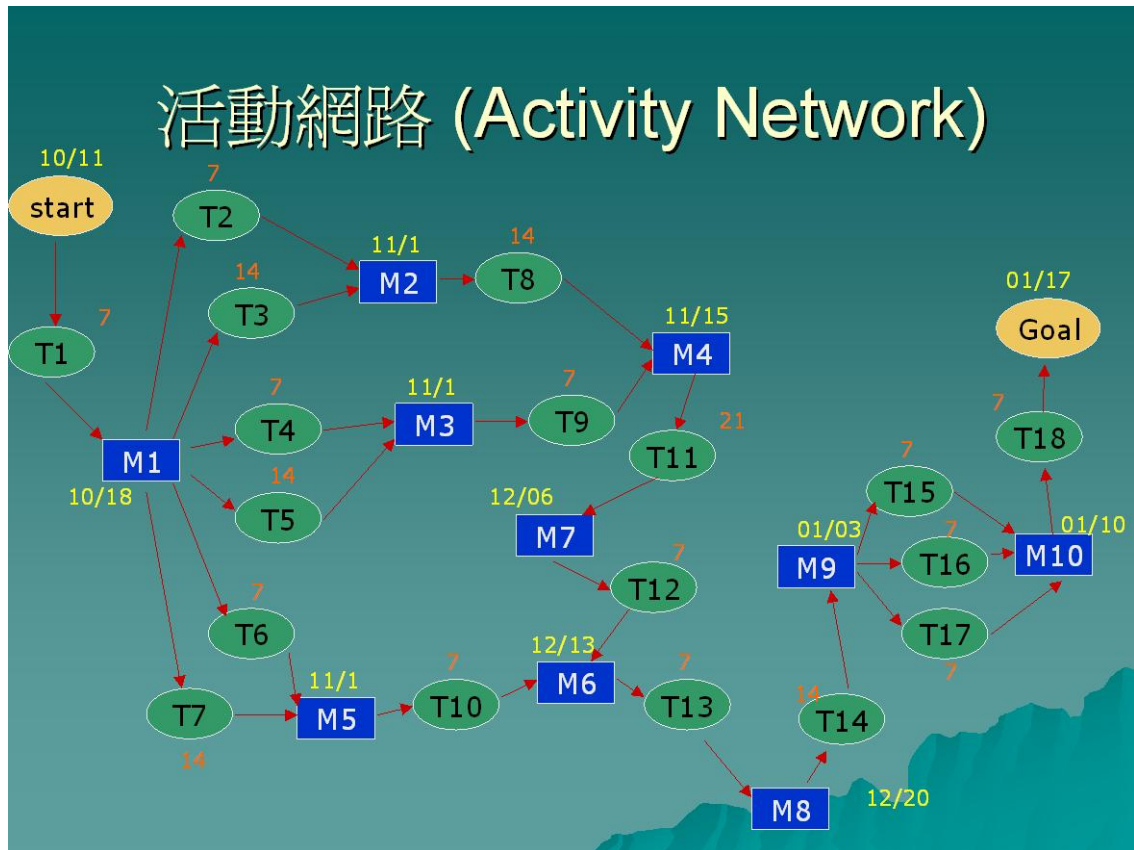 活動網路 (Activity Network)
10/11
start
7
T1
M1
10/18
7
T2
14
T3
7
T4
14
T5
7
T6
T7
14
11/1
M2
11/1
M3
11/1
M5
14
T8
7
T9
7
T10
11/15
M4
21
T11
12/06
M7
7
T12
12/13
M6
7
T13
M8
12/20
14
T14
01/03
M9
7
T15
7
T16
T17
7
01/10
M10
7
T18
01/17
Goal